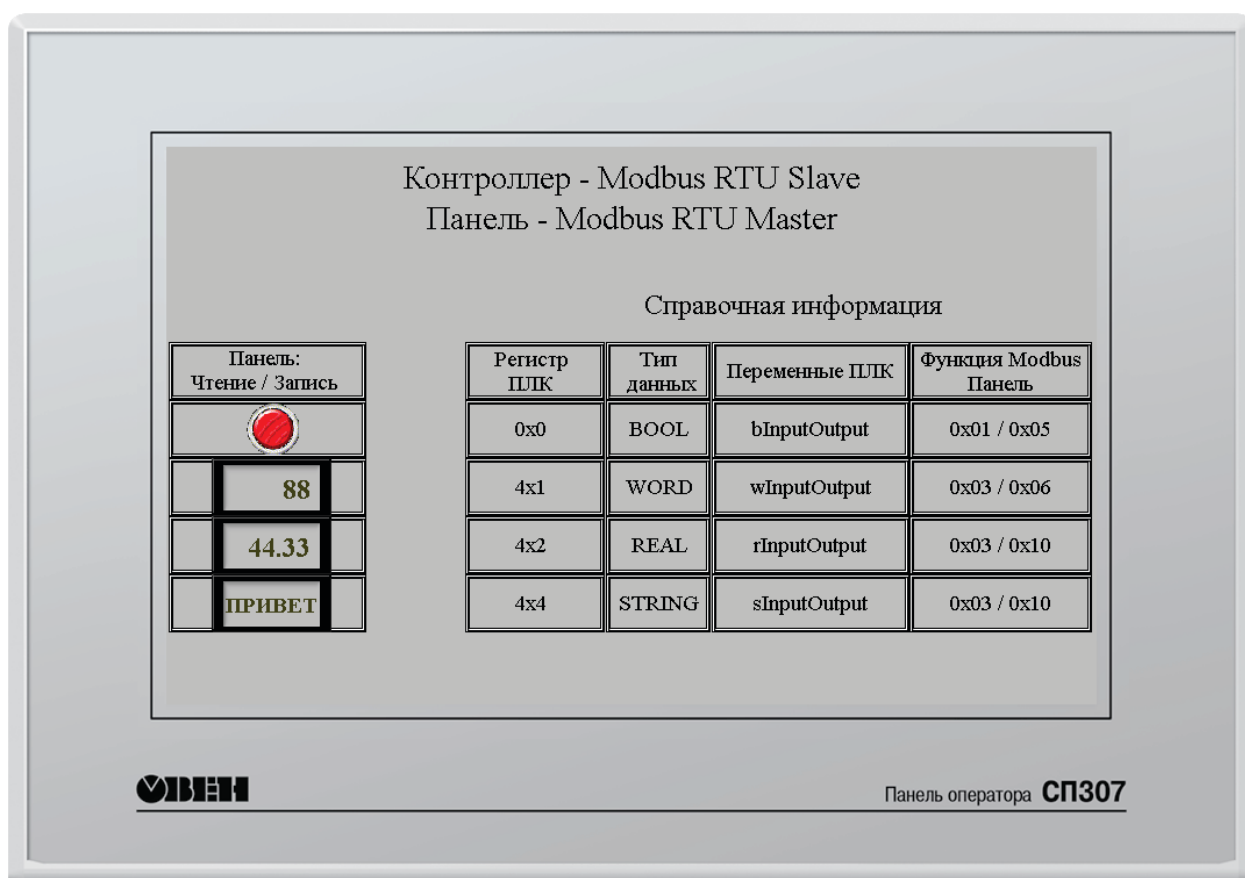 Контроллер - Modbus RTU Slave
Панель - Modbus RTU Master
Справочная информация
Панель:
Чтение / Запись
88
44.33
ПРИВЕТ
Регистр ПЛК Тип данных Переменные ПЛК Функция Modbus Панель
0x0 BOOL bInputOutput 0x01 / 0x05
4x1 WORD wInputOutput 0x03 / 0x06
4x2 REAL rInputOutput 0x03 / 0x10
4x4 STRING sInputOutput 0x03 / 0x10
ОВЕН
Панель оператора СП307